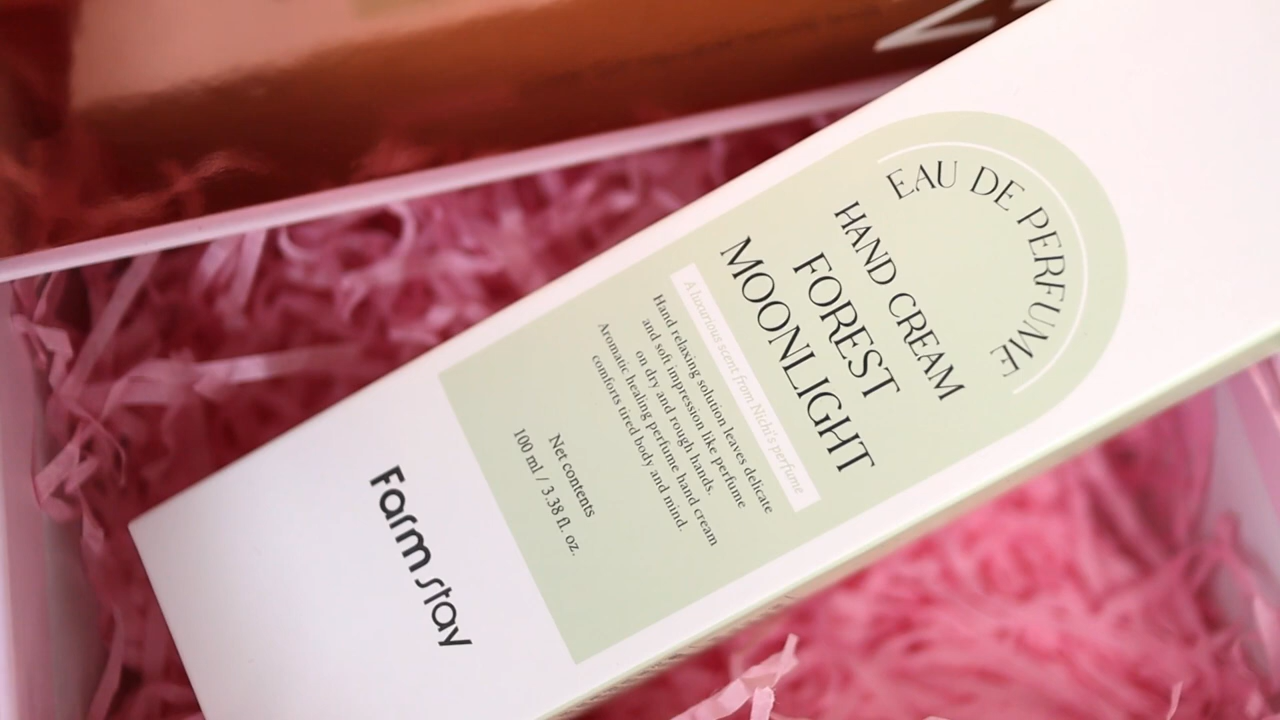 EAU DE PERFUME
HAND CREAM
FOREST
MOONLIGHT
A luxurious scent from Nichi's perfume
Hand relaxing solution leaves delicate
and soft impression like perfume
on dry and rough hands.
Aromatic healing perfume hand cream
comforts tired body and mind.
Net contents
100 ml / 3.38 fl. oz.
Farm stay